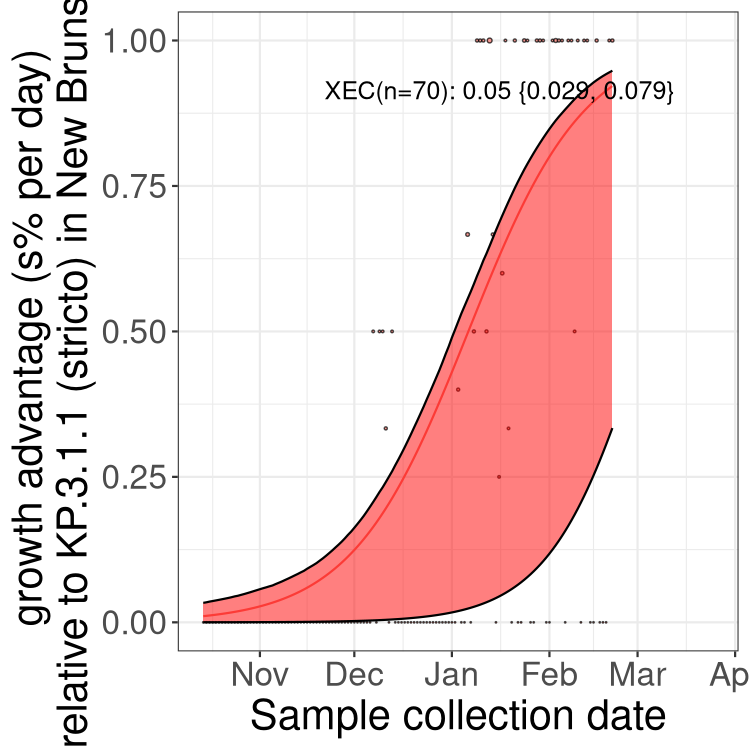 growth advantage (s% per day)
relative to KP.3.1.1 (stricto) in New Bruns
1.00
0.75
0.50
0.25
0.00
XEC(n=70): 0.05 {0.029, 0.079}
Nov Dec Jan Feb Mar Ap
Sample collection date